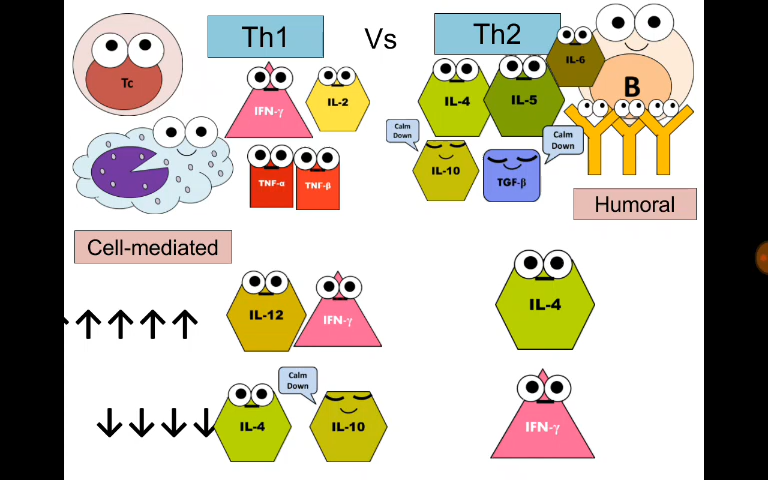 Th1
Vs
Th2
Tc
IFN-γ
IL-2
IL-4
IL-5
IL-6
B
Calm
Down
Calm
Down
TNF-α
TNF-β
IL-10
TGF-β
Humoral
Cell-mediated
IL-12
IFN-γ
IL-4
Calm
Down
IL-4
IL-10
IFN-γ